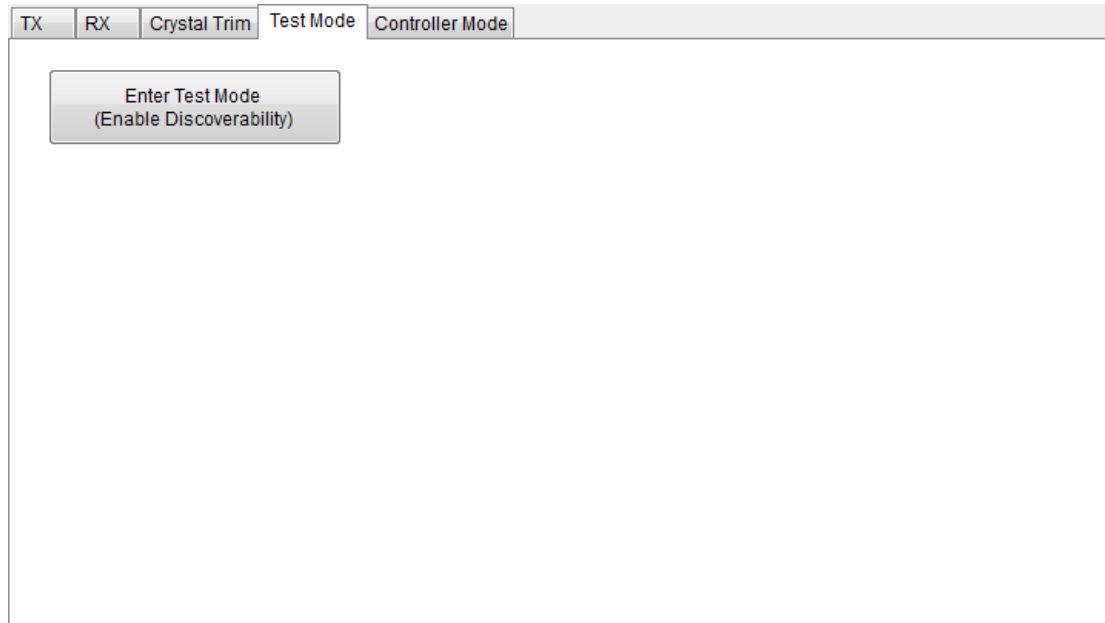 TX RX Crystal Trim Test Mode Controller Mode
Enter Test Mode
(Enable Discoverability)